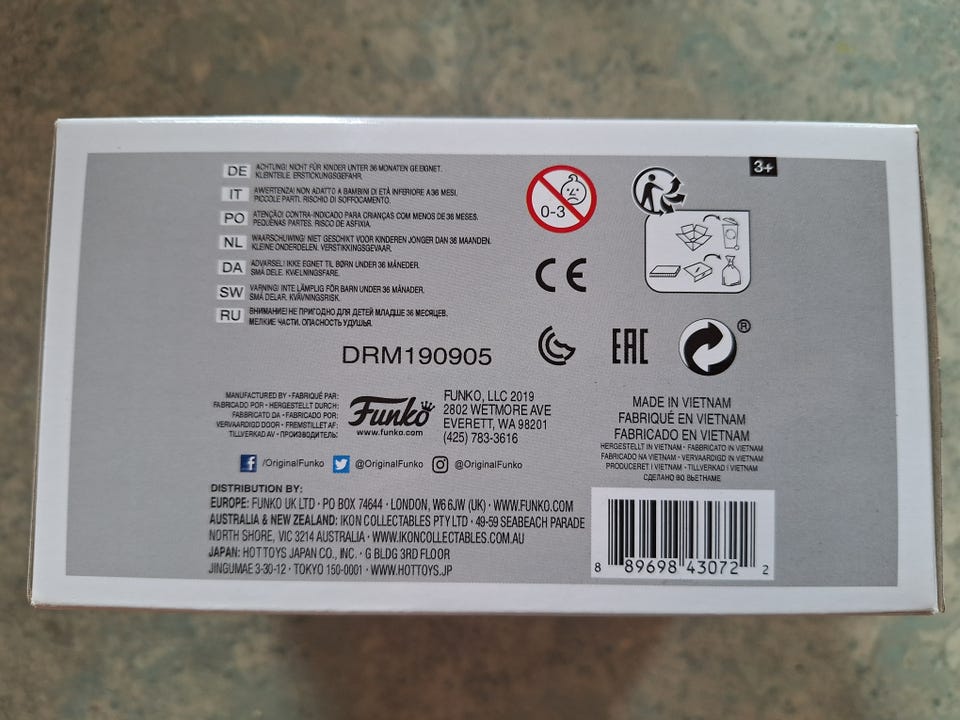 DE ACHTUNG! NICHT FÜR KINDER UNTER 36 MONATEN GEEIGNET.
KLEINTEILE. ERSTICKUNGSGEFAHR.
IT AWERTENZA! NON ADATTO A BAMBINI DI ETÀ INFERIORE A 36 MESI.
PICCOLE PARTI. RISCHIO DI SOFFOCAMENTO.
PO ATENÇÃO! CONTRA-INDICADO PARA CRIANÇAS COM MENOS DE 36 MESES.
PEQUENAS PARTES. RISCO DE ASFIXIA.
NL WAARSCHUWING! NIET GESCHIKT VOOR KINDEREN JONGER DAN 36 MAANDEN.
KLEINE ONDERDELEN. VERSTIKKINGSGEVAAR.
DA ADVARSEL! IKKE EGNET TIL BØRN UNDER 36 MÅNEDER.
SMÅ DELE. KVÆLNINGSFARE.
SW VARNING! INTE LÄMPLIG FÖR BARN UNDER 36 MÅNADER.
SMÅ DELAR. KVÄVNINGSRISK.
RU ВНИМАНИЕ! НЕ ПРИГОДНО ДЛЯ ДЕТЕЙ МЛАДШЕ 36 МЕСЯЦЕВ.
МЕЛКИЕ ЧАСТИ. ОПАСНОСТЬ УДУШЬЯ.
0-3
3+
CE
DRM190905
EAC
®
MANUFACTURED BY • FABRIQUÉ PAR:
FABRICADO POR • HERGESTELLT DURCH:
FABBRICATO DA • FABRICADO POR:
VERVAARDIGD DOOR • FREMSTILLET AF:
TILLVERKAD AV • ПРОИЗВОДИТЕЛЬ:
Funko
www.funko.com
FUNKO, LLC 2019
2802 WETMORE AVE
EVERETT, WA 98201
(425) 783-3616
MADE IN VIETNAM
FABRIQUÉ EN VIETNAM
FABRICADO EN VIETNAM
HERGESTELLT IN VIETNAM • FABBRICATO IN VIETNAM
FABRICADO NA VIETNAM • VERVAARDIGD IN VIETNAM
PRODUCERET I VIETNAM • TILLVERKAD I VIETNAM
СДЕЛАНО ВО ВЬЕТНАМЕ
/OriginalFunko @OriginalFunko @OriginalFunko
DISTRIBUTION BY:
EUROPE: FUNKO UK LTD • PO BOX 74644 • LONDON, W6 6JW (UK) • WWW.FUNKO.COM
AUSTRALIA & NEW ZEALAND: IKON COLLECTABLES PTY LTD • 49-59 SEABEACH PARADE
NORTH SHORE, VIC 3214 AUSTRALIA • WWW.IKONCOLLECTABLES.COM.AU
JAPAN: HOT TOYS JAPAN CO., INC. • G BLDG 3RD FLOOR
JINGUMAE 3-30-12 • TOKYO 150-0001 • WWW.HOTTOYS.JP
8 89698 43072 2